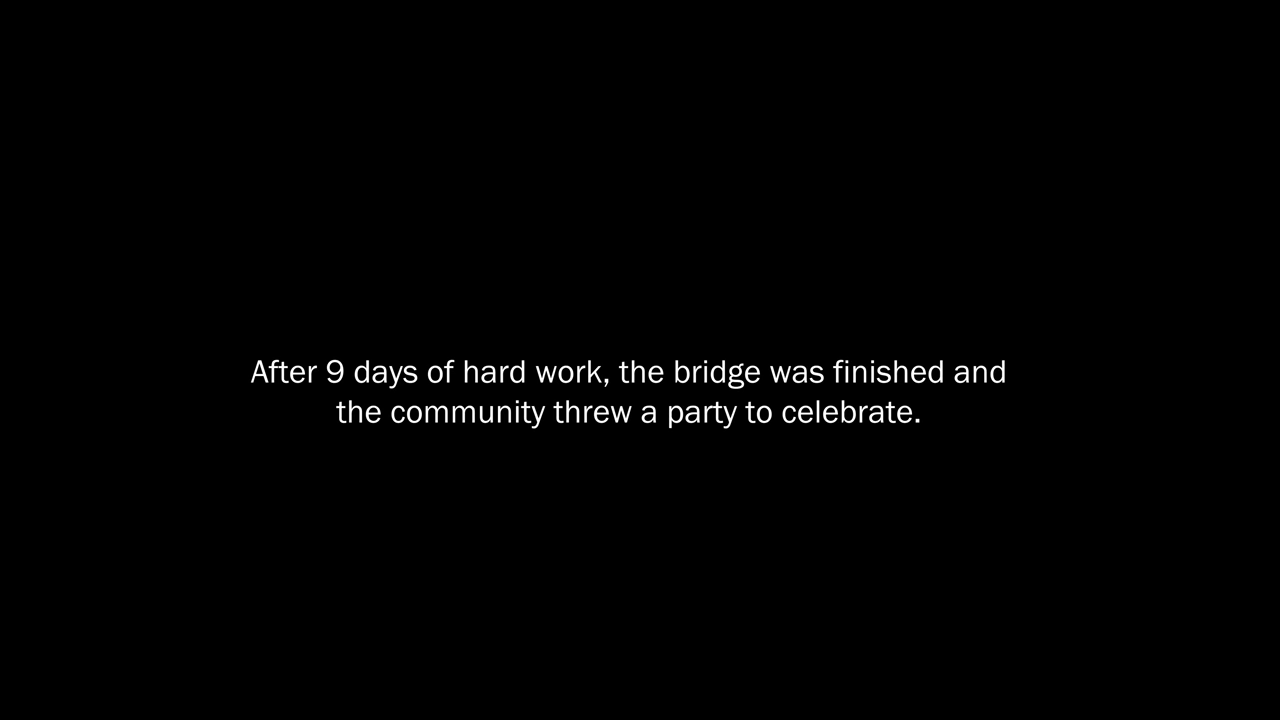 After 9 days of hard work, the bridge was finished and
the community threw a party to celebrate.